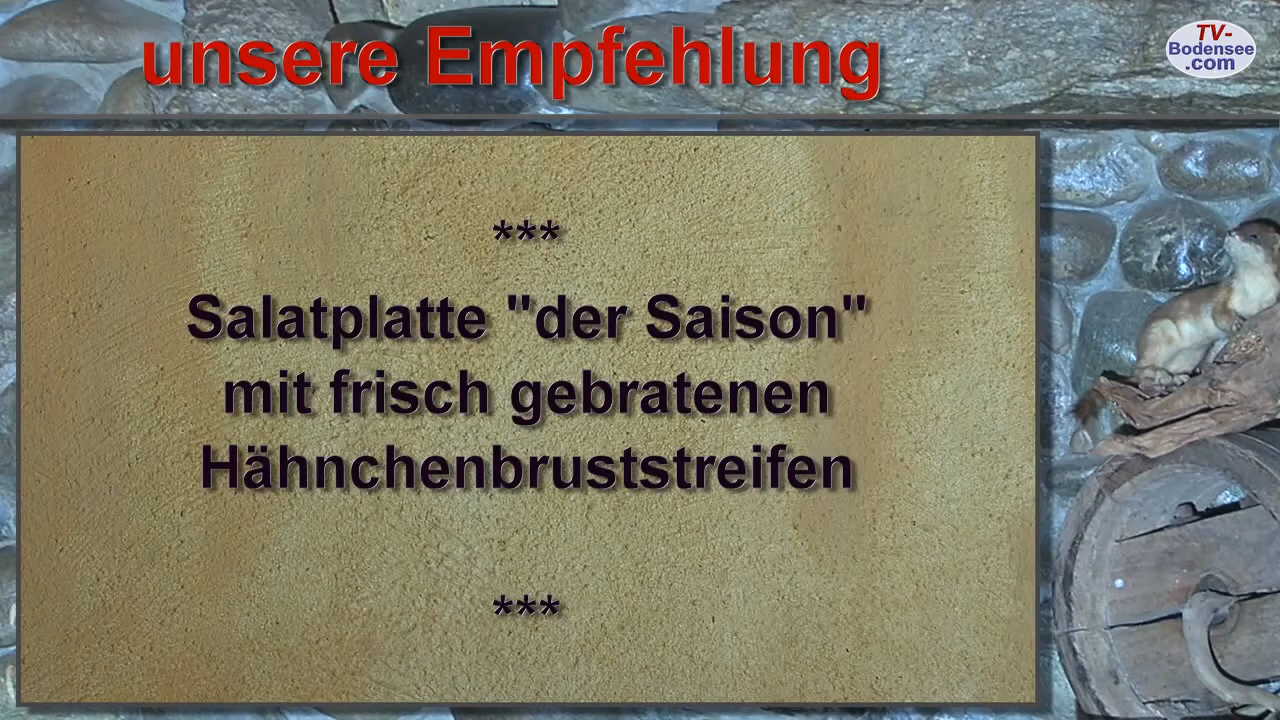 unsere Empfehlung
TV-
Bodensee
.com
***
Salatplatte "der Saison"
mit frisch gebratenen
Hähnchenbruststreifen
***